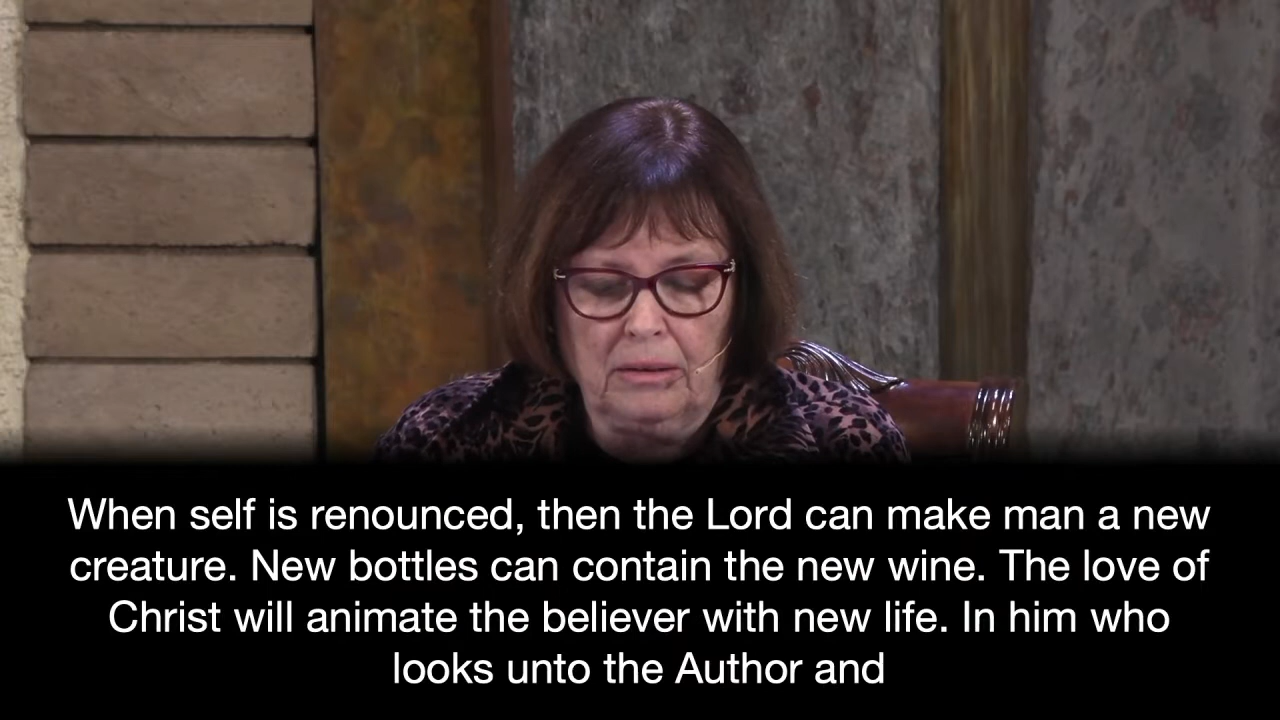 When self is renounced, then the Lord can make man a new
creature. New bottles can contain the new wine. The love of
Christ will animate the believer with new life. In him who
looks unto the Author and